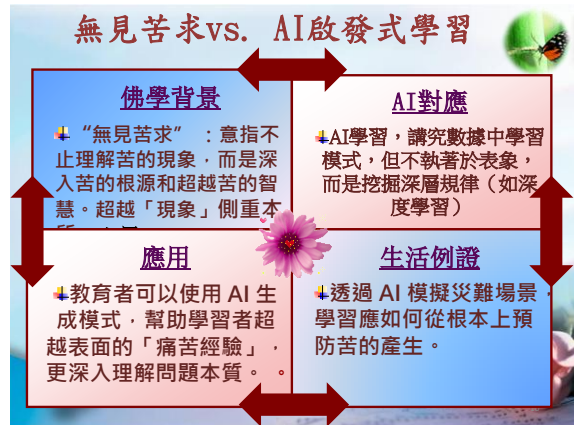 無見苦求vs. AI啟發式學習
佛學背景
“無見苦求” ：意指不
止理解苦的現象，而是深
入苦的根源和超越苦的智
慧。超越「現象」側重本
AI對應
AI學習，講究數據中學習
模式，但不執著於表象，
而是挖掘深層規律（如深
度學習）
應用
教育者可以使用 AI 生
成模式，幫助學習者超
越表面的「痛苦經驗」，
更深入理解問題本質。 。
生活例證
透過 AI 模擬災難場景，
學習應如何從根本上預
防苦的產生。